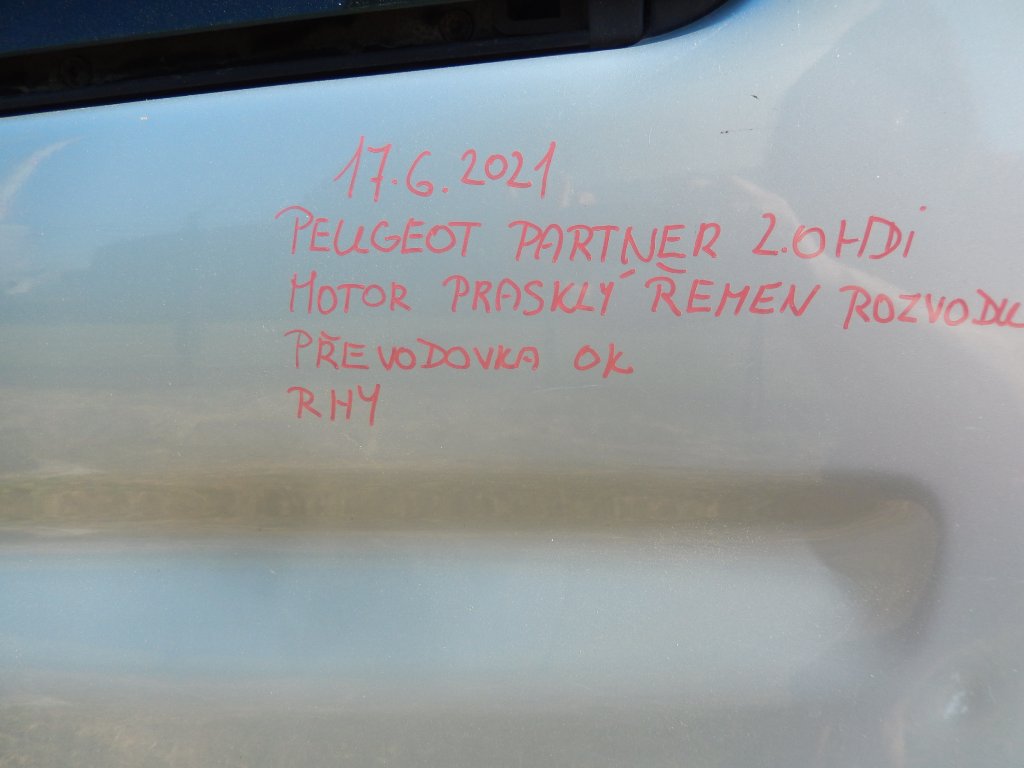 17.6.2021
PEUGEOT PARTNER 2.0 HDi
MOTOR PRASKLÝ ŘEMEN ROZVODU
PŘEVODOVKA OK
RHY